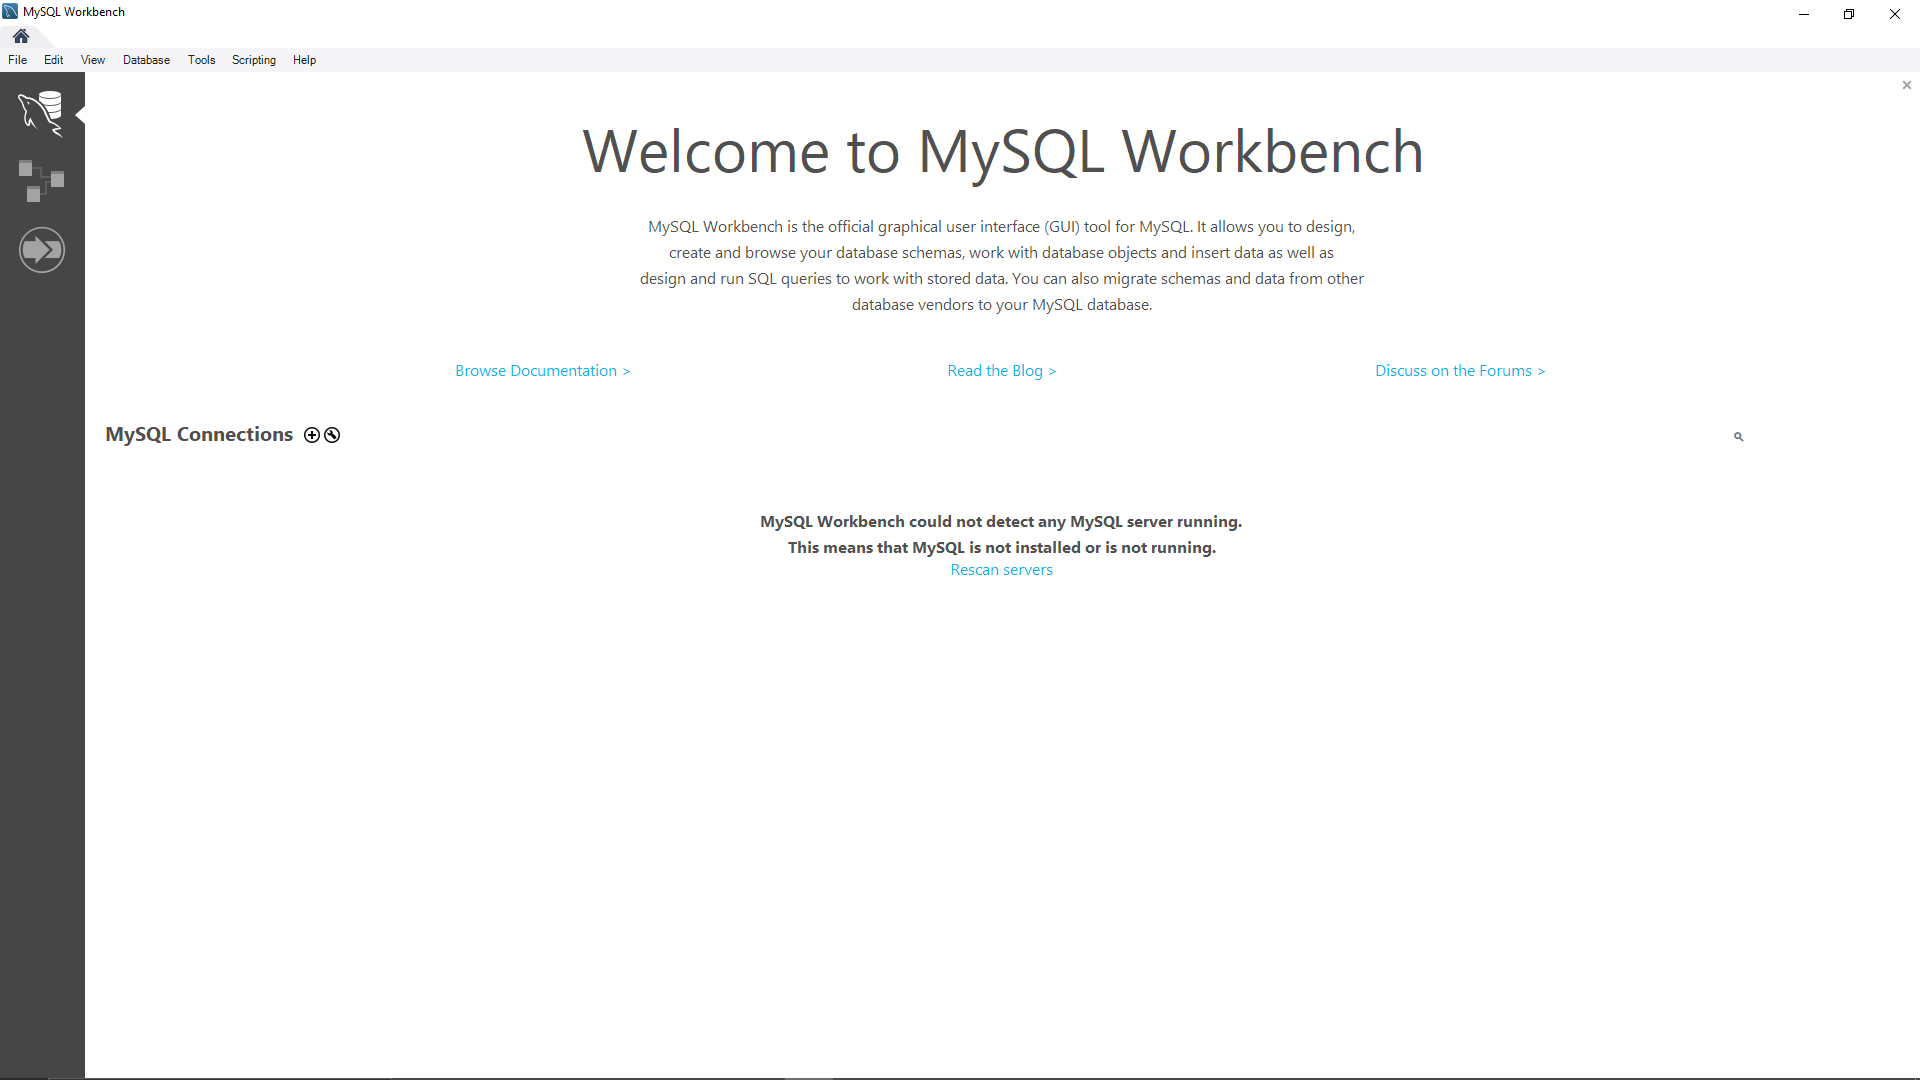 MySQL Workbench
File Edit View Database Tools Scripting Help
Welcome to MySQL Workbench
MySQL Workbench is the official graphical user interface (GUI) tool for MySQL. It allows you to design,
create and browse your database schemas, work with database objects and insert data as well as
design and run SQL queries to work with stored data. You can also migrate schemas and data from other
database vendors to your MySQL database.
Browse Documentation > Read the Blog > Discuss on the Forums >
MySQL Connections
MySQL Workbench could not detect any MySQL server running.
This means that MySQL is not installed or is not running.
Rescan servers